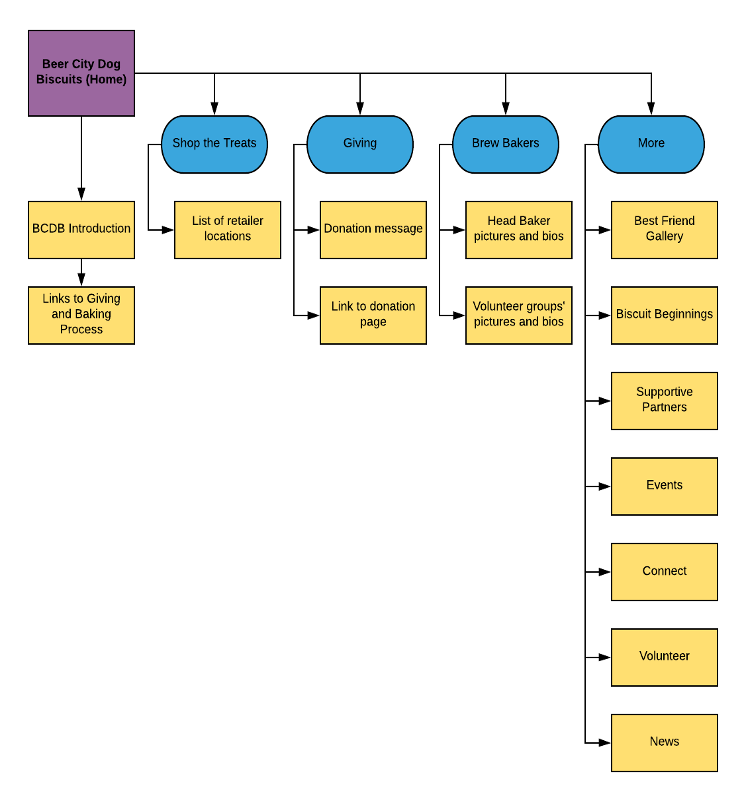 Beer City Dog
Biscuits (Home)
Shop the Treats
Giving
Brew Bakers
More
BCDB Introduction
List of retailer
locations
Donation message
Head Baker
pictures and bios
Best Friend
Gallery
Links to Giving
and Baking
Process
Link to donation
page
Volunteer groups'
pictures and bios
Biscuit Beginnings
Supportive
Partners
Events
Connect
Volunteer
News